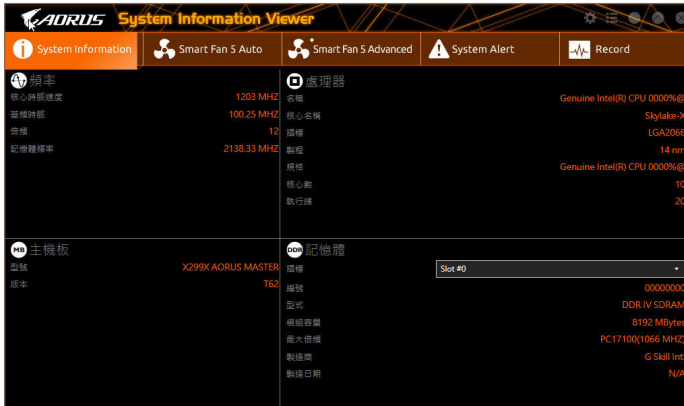 AORUS System Information Viewer
System Information
Smart Fan 5 Auto
Smart Fan 5 Advanced
System Alert
Record
頻率
核心時脈速度 1203 MHZ
基頻時脈 100.25 MHZ
倍頻 12
記憶體頻率 2138.33 MHZ
處理器
名稱 Genuine Intel(R) CPU 0000%@
核心名稱 Skylake-X
插槽 LGA2066
製程 14 nm
規格 Genuine Intel(R) CPU 0000%@
核心數 10
執行緒 20
MB 主機板
型號 X299X AORUS MASTER
版本 T62
DDR 記憶體
插槽 Slot #0
編號 00000000
型式 DDR IV SDRAM
模組容量 8192 MBytes
最大倍頻 PC17100(1066 MHZ)
製造商 G Skill Int
製造日期 N/A